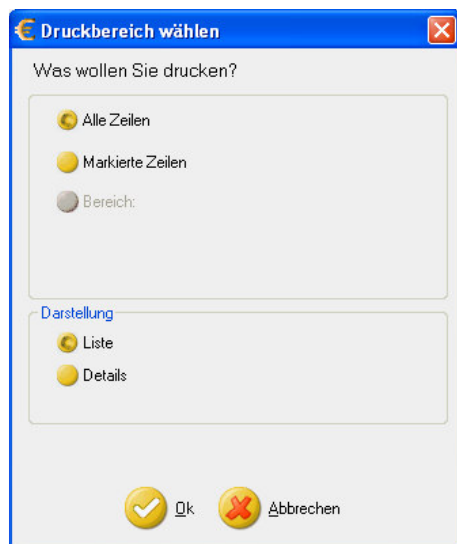 Druckbereich wählen
Was wollen Sie drucken?
Alle Zeilen
Markierte Zeilen
Bereich:
Darstellung
Liste
Details
Ok
Abbrechen